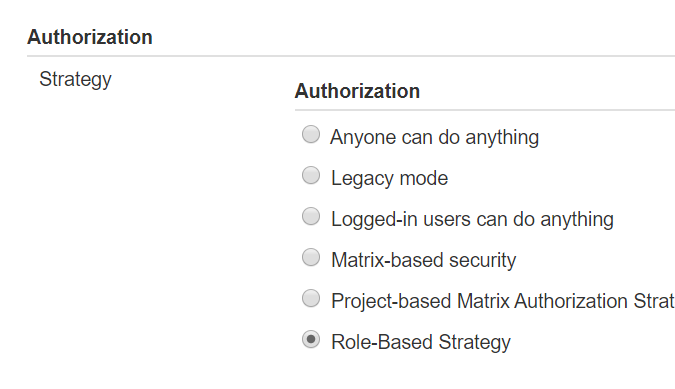 Authorization
Strategy
Authorization
Anyone can do anything
Legacy mode
Logged-in users can do anything
Matrix-based security
Project-based Matrix Authorization Strat
Role-Based Strategy